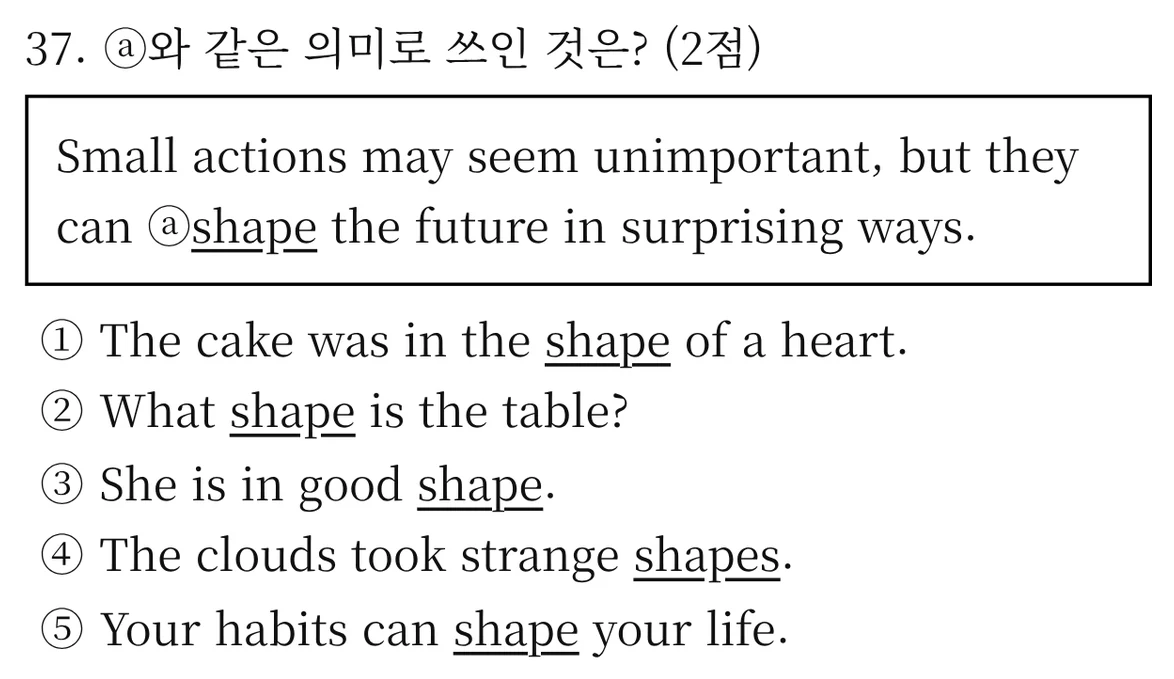 37. ⓐ와 같은 의미로 쓰인 것은? (2점)
Small actions may seem unimportant, but they
can ⓐshape the future in surprising ways.
① The cake was in the shape of a heart.
② What shape is the table?
③ She is in good shape.
④ The clouds took strange shapes.
⑤ Your habits can shape your life.